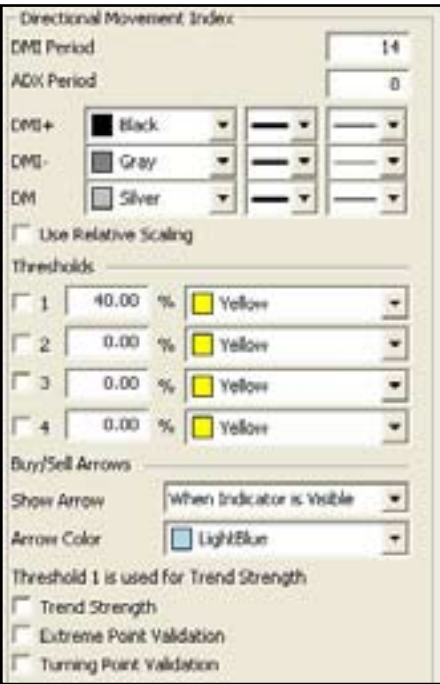 Directional Movement Index
DMI Period 14
ADX Period 8
DMI+ Black
DMI- Gray
DM Silver
Use Relative Scaling
Thresholds
1 40.00 % Yellow
2 0.00 % Yellow
3 0.00 % Yellow
4 0.00 % Yellow
Buy/Sell Arrows
Show Arrow When Indicator is Visible
Arrow Color LightBlue
Threshold 1 is used for Trend Strength
Trend Strength
Extreme Point Validation
Turning Point Validation